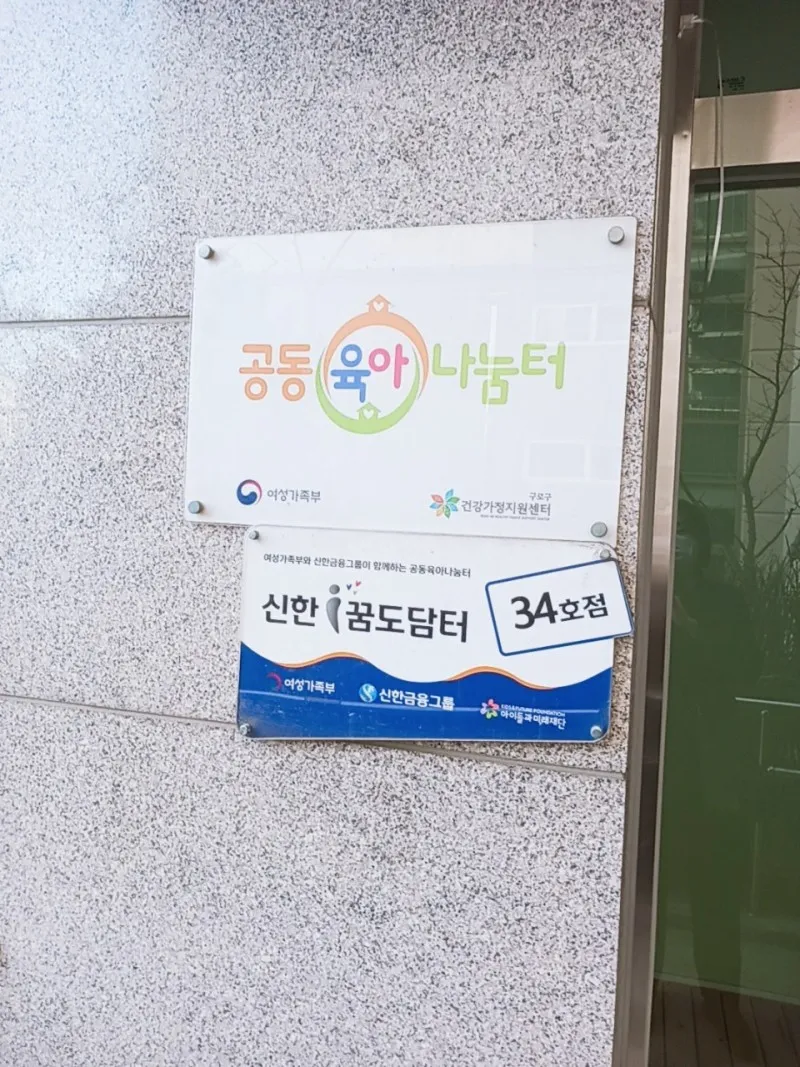 공동육아나눔터
여성가족부
구로구
건강가정지원센터
여성가족부와 신한금융그룹이 함께하는 공동육아나눔터
신한 i 꿈도담터
34호점
여성가족부
신한금융그룹
아이들과미래재단